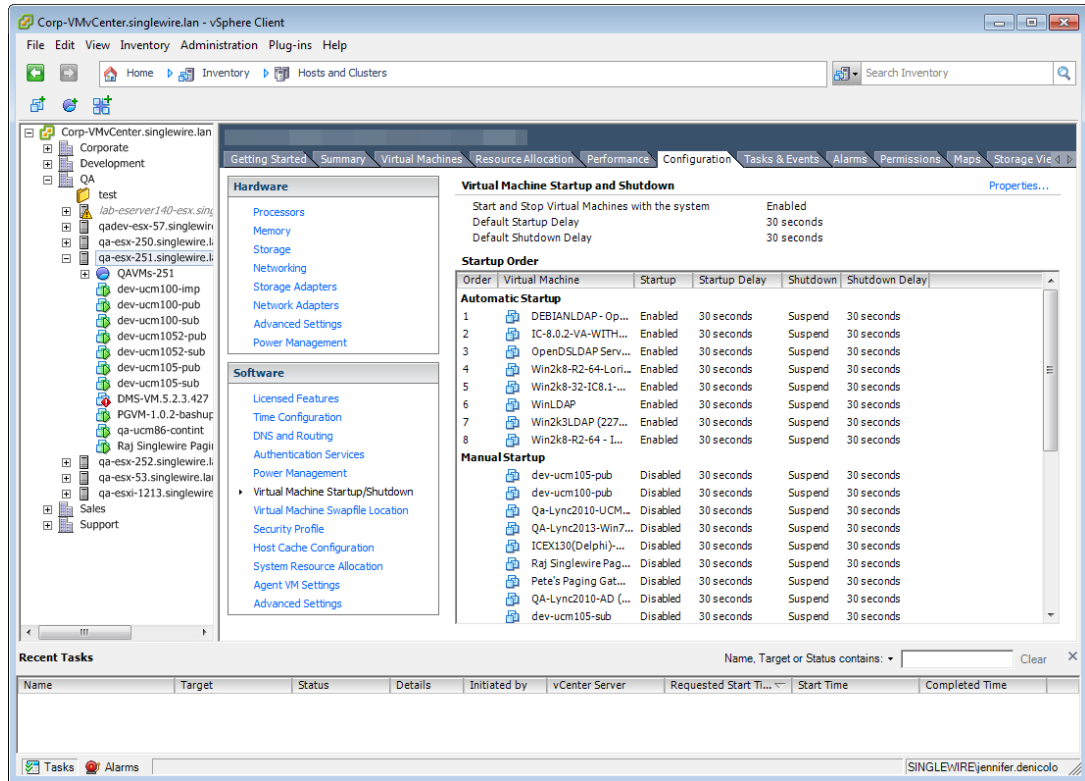 Corp-VMvCenter.singlewire.lan - vSphere Client
File Edit View Inventory Administration Plug-ins Help
Home Inventory Hosts and Clusters
Search Inventory
Corp-VMvCenter.singlewire.lan
Corporate
Development
QA
test
lab-eserver140-esx.sing
qadev-esx-57.singlewire
qa-esx-250.singlewire.l
qa-esx-251.singlewire.l
QAVMs-251
dev-ucm100-imp
dev-ucm100-pub
dev-ucm100-sub
dev-ucm1052-pub
dev-ucm1052-sub
dev-ucm105-pub
dev-ucm105-sub
DMS-VM.5.2.3.427
PGVM-1.0.2-bashup
qa-ucm86-contint
Raj Singlewire Pagi
qa-esx-252.singlewire.l
qa-esx-53.singlewire.la
qa-esxi-1213.singlewire
Sales
Support
Getting Started Summary Virtual Machines Resource Allocation Performance Configuration Tasks & Events Alarms Permissions Maps Storage Vie
Hardware
Processors
Memory
Storage
Networking
Storage Adapters
Network Adapters
Advanced Settings
Power Management
Software
Licensed Features
Time Configuration
DNS and Routing
Authentication Services
Power Management
Virtual Machine Startup/Shutdown
Virtual Machine Swapfile Location
Security Profile
Host Cache Configuration
System Resource Allocation
Agent VM Settings
Advanced Settings
Virtual Machine Startup and Shutdown Properties...
Start and Stop Virtual Machines with the system Enabled
Default Startup Delay 30 seconds
Default Shutdown Delay 30 seconds
Startup Order
Order Virtual Machine Startup Startup Delay Shutdown Shutdown Delay
Automatic Startup
1 DEBIANLDAP - Op... Enabled 30 seconds Suspend 30 seconds
2 IC-8.0.2-VA-WITH... Enabled 30 seconds Suspend 30 seconds
3 OpenDSLDAP Serv... Enabled 30 seconds Suspend 30 seconds
4 Win2k8-R2-64-Lori... Enabled 30 seconds Suspend 30 seconds
5 Win2k8-32-IC8.1-... Enabled 30 seconds Suspend 30 seconds
6 WinLDAP Enabled 30 seconds Suspend 30 seconds
7 Win2k3LDAP (227... Enabled 30 seconds Suspend 30 seconds
8 Win2k8-R2-64 - I... Enabled 30 seconds Suspend 30 seconds
Manual Startup
dev-ucm105-pub Disabled 30 seconds Suspend 30 seconds
dev-ucm100-pub Disabled 30 seconds Suspend 30 seconds
Qa-Lync2010-UCM... Disabled 30 seconds Suspend 30 seconds
QA-Lync2013-Win7... Disabled 30 seconds Suspend 30 seconds
ICEX130(Delphi)-... Disabled 30 seconds Suspend 30 seconds
Raj Singlewire Pag... Disabled 30 seconds Suspend 30 seconds
Pete's Paging Gat... Disabled 30 seconds Suspend 30 seconds
QA-Lync2010-AD (... Disabled 30 seconds Suspend 30 seconds
dev-ucm105-sub Disabled 30 seconds Suspend 30 seconds
Recent Tasks Name, Target or Status contains: Clear
Name Target Status Details Initiated by vCenter Server Requested Start Ti... Start Time Completed Time
Tasks Alarms SINGLEWIRE\jennifer.denicolo